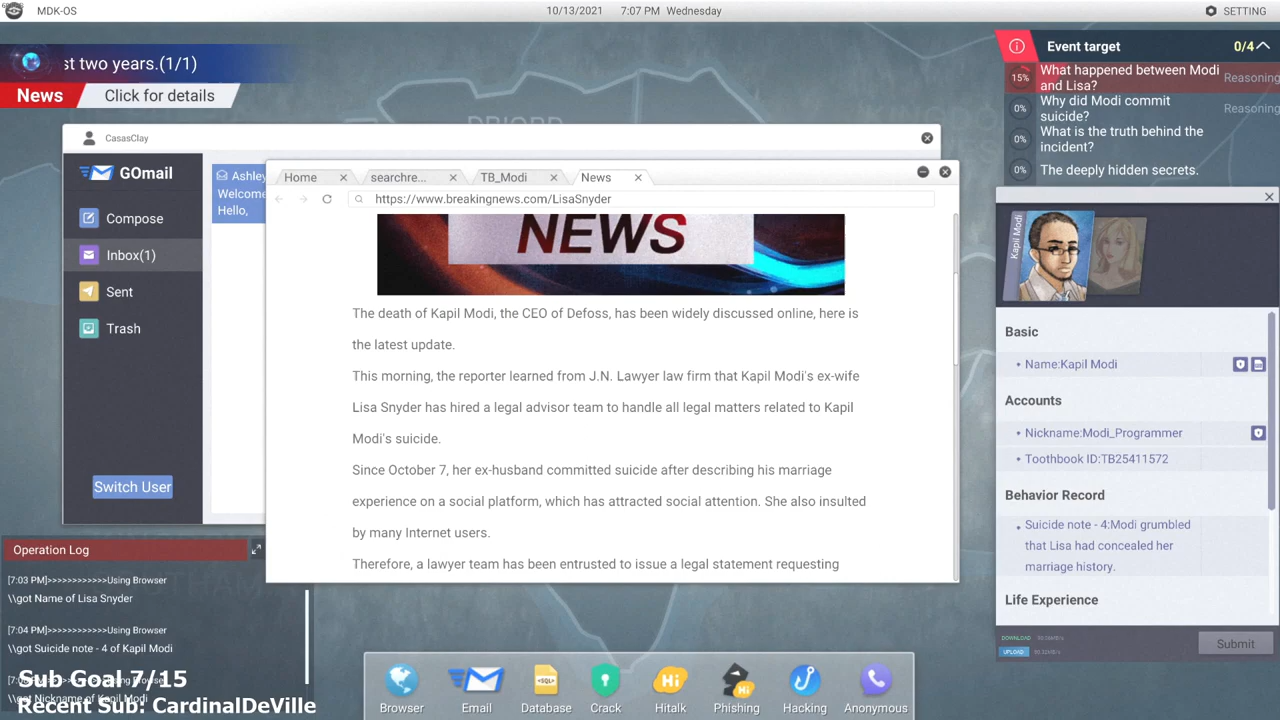 MDK-OS
10/13/2021 7:07 PM Wednesday
SETTING
st two years.(1/1)
News Click for details
Event target 0/4
15% What happened between Modi and Lisa? Reasoning
0% Why did Modi commit suicide? Reasoning
0% What is the truth behind the incident?
0% The deeply hidden secrets.
CasasClay
GOmail
Compose
Inbox(1)
Sent
Trash
Switch User
Ashley
Welcome
Hello,
Home searchre... TB_Modi News
https://www.breakingnews.com/LisaSnyder
NEWS
The death of Kapil Modi, the CEO of Defoss, has been widely discussed online, here is
the latest update.
This morning, the reporter learned from J.N. Lawyer law firm that Kapil Modi's ex-wife
Lisa Snyder has hired a legal advisor team to handle all legal matters related to Kapil
Modi's suicide.
Since October 7, her ex-husband committed suicide after describing his marriage
experience on a social platform, which has attracted social attention. She also insulted
by many Internet users.
Therefore, a lawyer team has been entrusted to issue a legal statement requesting
Kapil Modi
Basic
Name:Kapil Modi
Accounts
Nickname:Modi_Programmer
Toothbook ID:TB25411572
Behavior Record
Suicide note - 4:Modi grumbled
that Lisa had concealed her
marriage history.
Life Experience
DOWNLOAD
UPLOAD
Submit
Operation Log
[7:03 PM]>>>>>>>>>>>>Using Browser
\\got Name of Lisa Snyder
[7:04 PM]>>>>>>>>>>>>Using Browser
\\got Suicide note - 4 of Kapil Modi
\\got Nickname of Kapil Modi
Sub Goal 7/15
Recent Sub: CardinalDeVille
Browser Email Database Crack Hitalk Phishing Hacking Anonymous